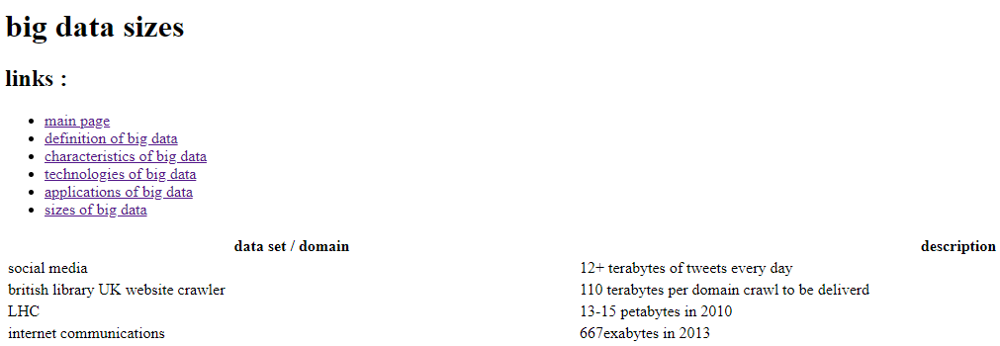 big data sizes
links :
main page
definition of big data
characteristics of big data
technologies of big data
applications of big data
sizes of big data
data set / domain description
social media 12+ terabytes of tweets every day
british library UK website crawler 110 terabytes per domain crawl to be deliverd
LHC 13-15 petabytes in 2010
internet communications 667exabytes in 2013